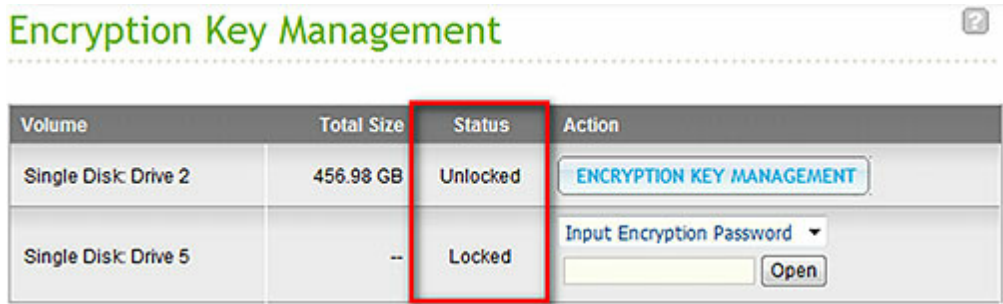 Encryption Key Management
?
Volume Total Size Status Action
Single Disk: Drive 2 456.98 GB Unlocked ENCRYPTION KEY MANAGEMENT
Single Disk: Drive 5 -- Locked Input Encryption Password
Open